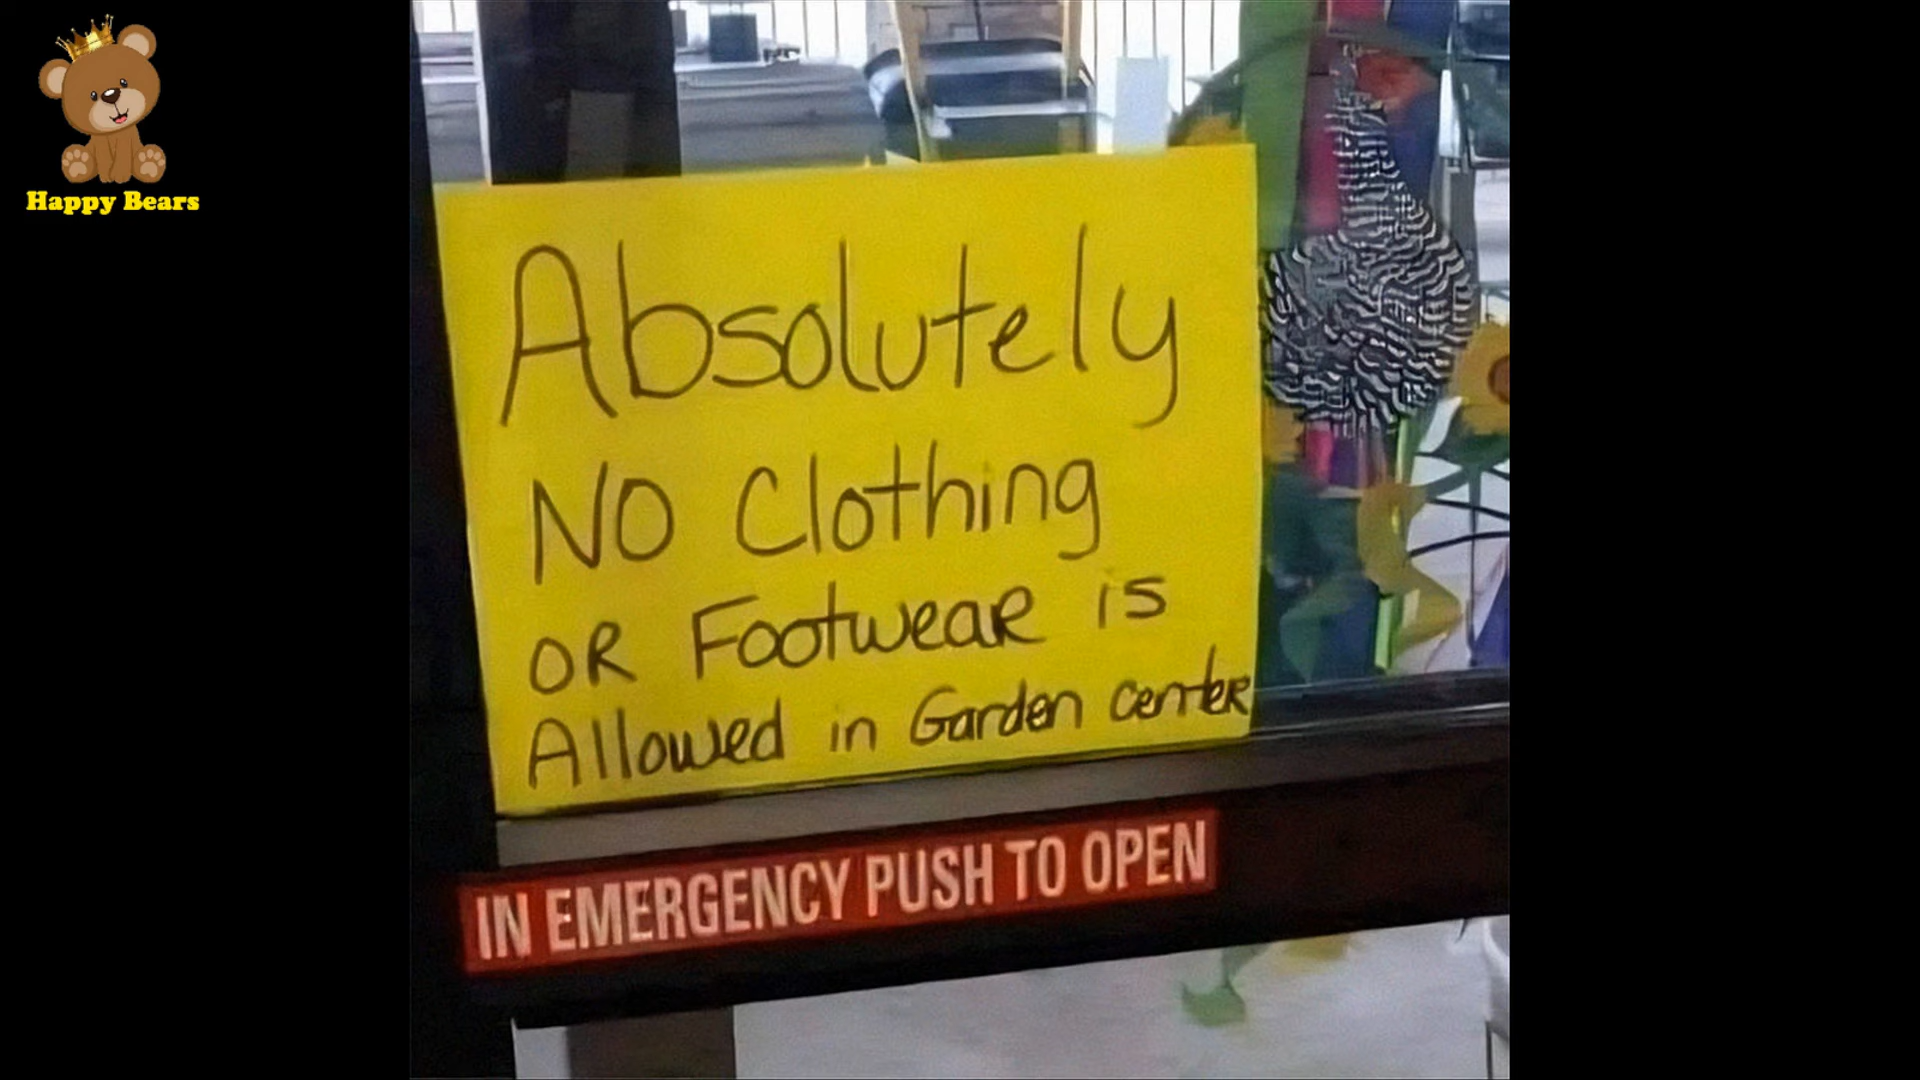 Happy Bears
Absolutely
NO Clothing
OR Footwear is
Allowed in Garden center
IN EMERGENCY PUSH TO OPEN